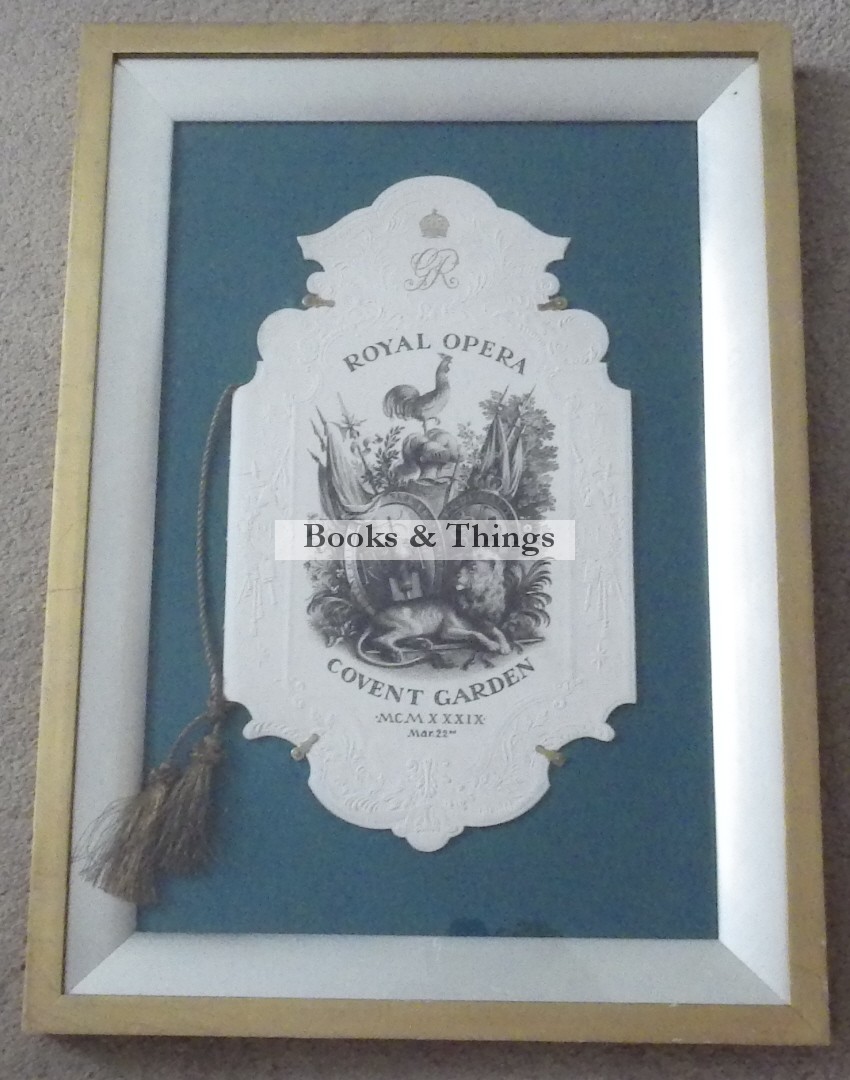 GR
ROYAL OPERA
Books & Things
COVENT GARDEN
·MCMXXXIX·
Mar. 22nd